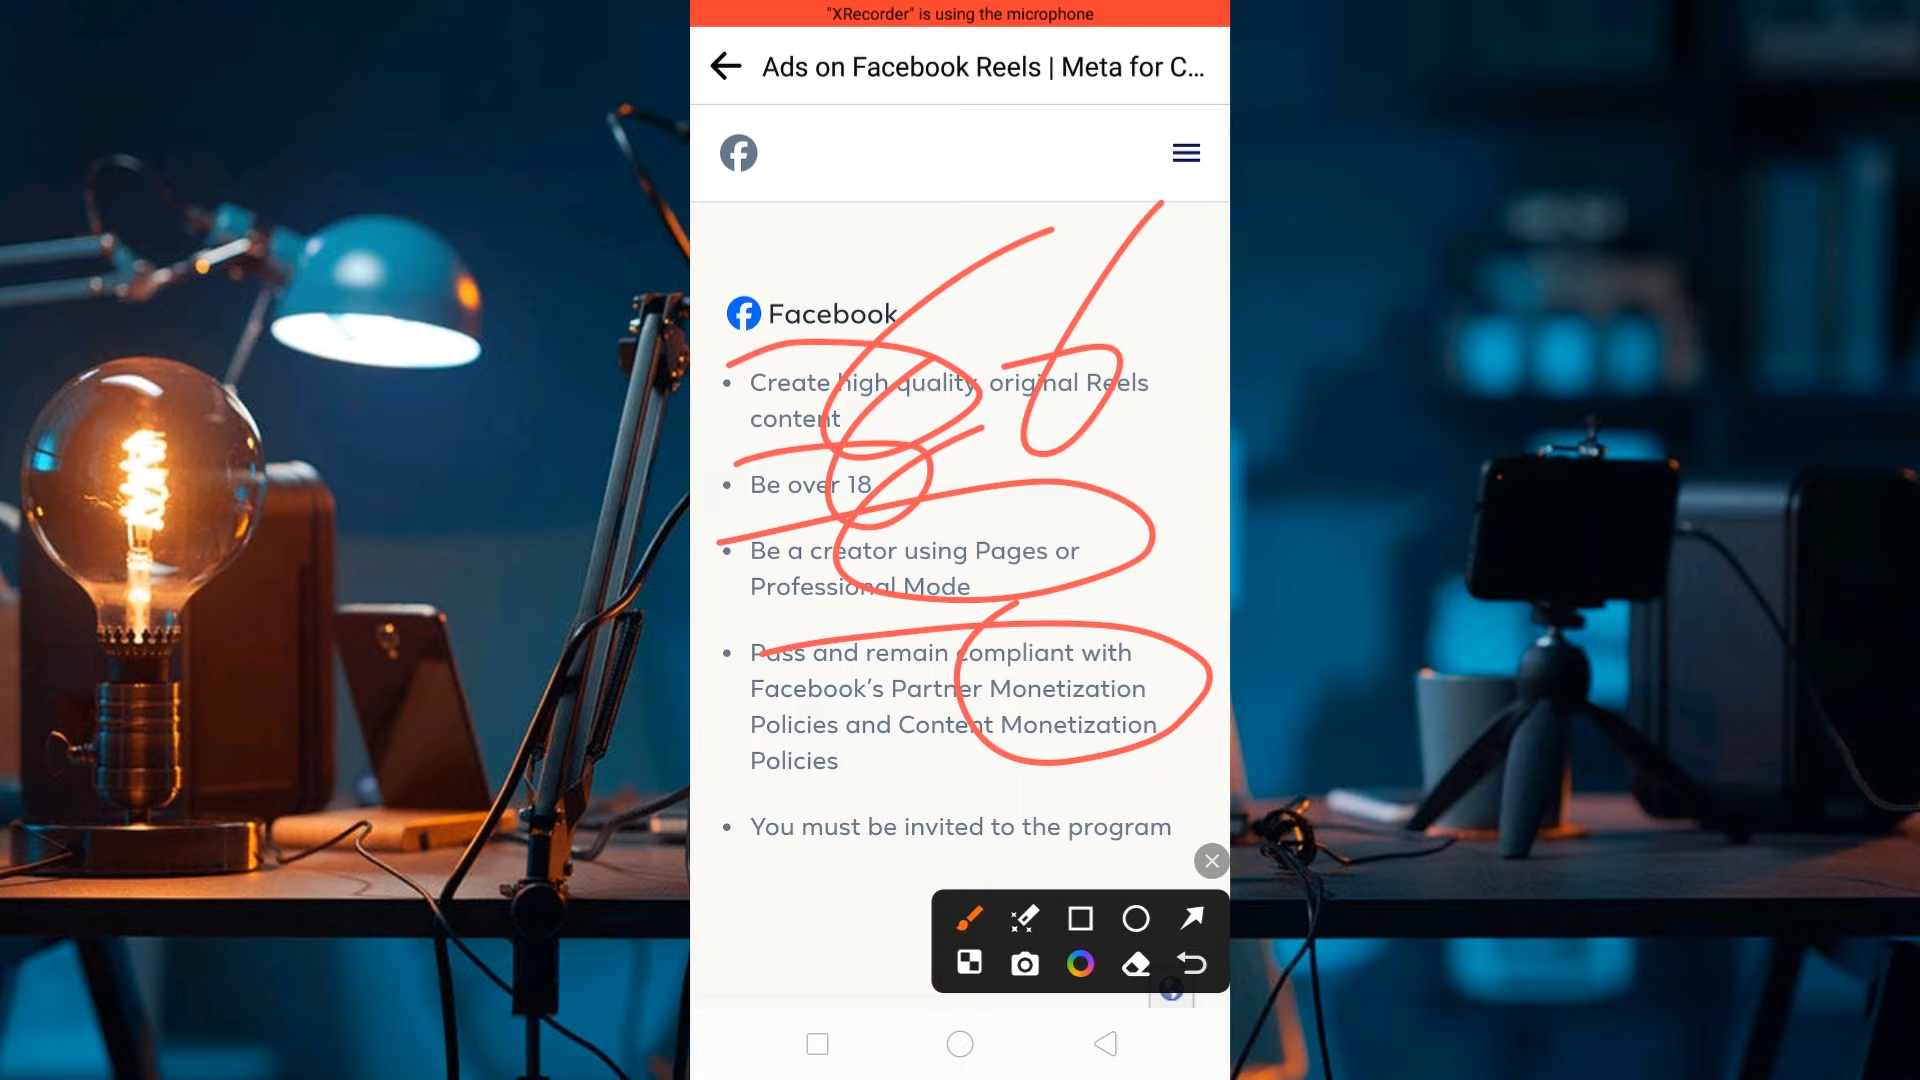 "XRecorder" is using the microphone
Ads on Facebook Reels | Meta for C...
Facebook
• Create high quality, original Reels
content
• Be over 18
• Be a creator using Pages or
Professional Mode
• Pass and remain compliant with
Facebook's Partner Monetization
Policies and Content Monetization
Policies
• You must be invited to the program